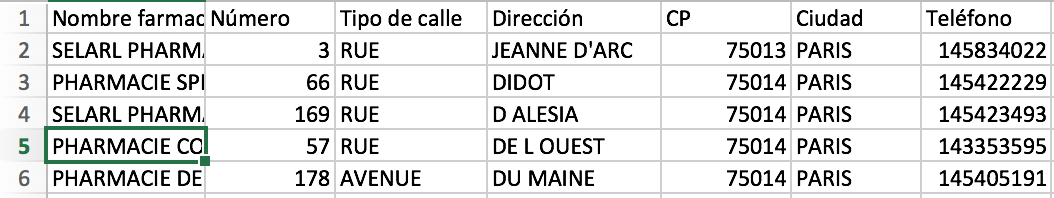 1 Nombre farmac Número Tipo de calle Dirección CP Ciudad Teléfono
2 SELARL PHARM. 3 RUE JEANNE D'ARC 75013 PARIS 145834022
3 PHARMACIE SPI 66 RUE DIDOT 75014 PARIS 145422229
4 SELARL PHARM. 169 RUE D ALESIA 75014 PARIS 145423493
5 PHARMACIE CO 57 RUE DE L OUEST 75014 PARIS 143353595
6 PHARMACIE DE 178 AVENUE DU MAINE 75014 PARIS 145405191